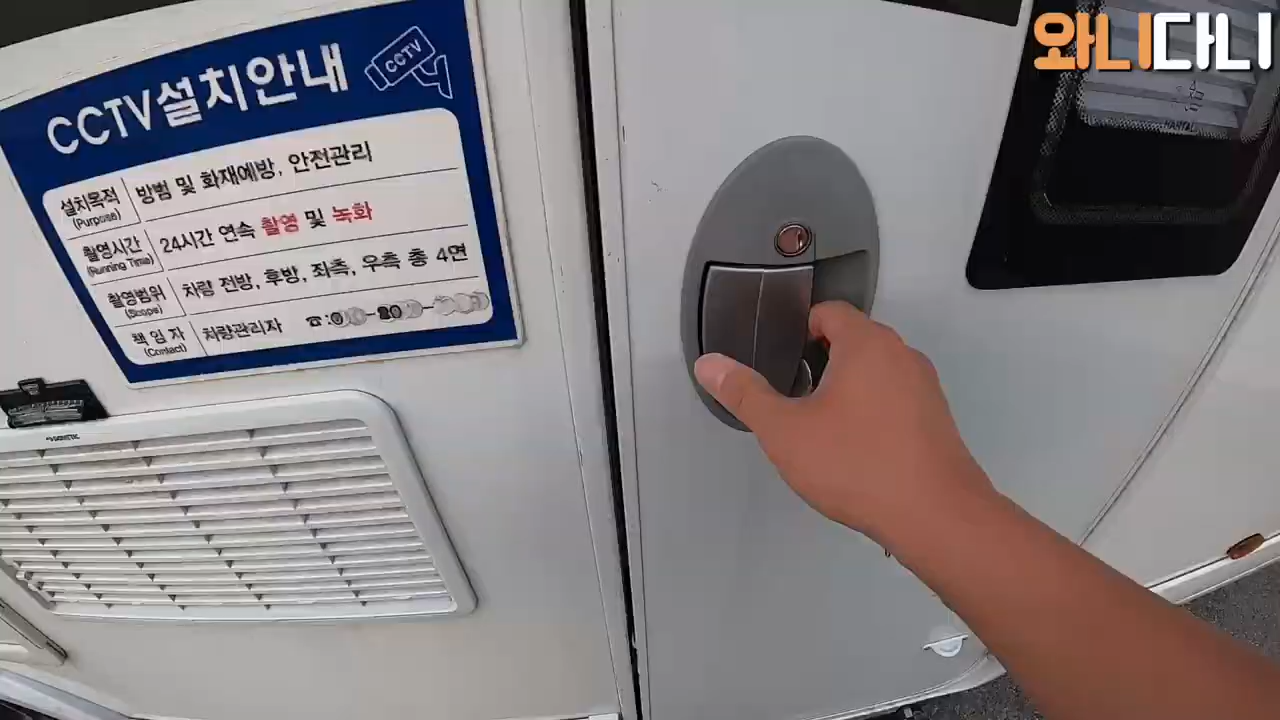 와니다니
CCTV설치안내
CCTV
설치목적 방범 및 화재예방, 안전관리
(Purpose)
촬영시간 24시간 연속 촬영 및 녹화
(Running Time)
촬영범위 차량 전방, 후방, 좌측, 우측 총 4면
(Scope)
책 임 자 차량관리자 ☎:
(Contact)
DOMETIC